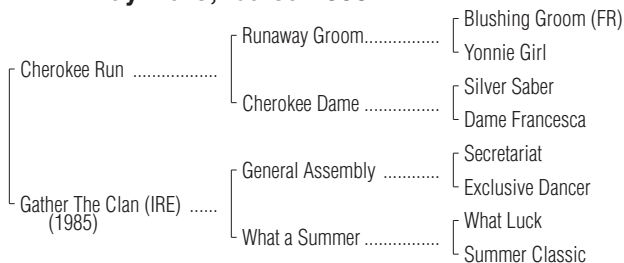 Blushing Groom (FR)
Runaway Groom................
Yonnie Girl
Cherokee Run ..................
Silver Saber
Cherokee Dame ................
Dame Francesca
Secretariat
General Assembly ............
Exclusive Dancer
Gather The Clan (IRE) ......
(1985)
What Luck
What a Summer ................
Summer Classic